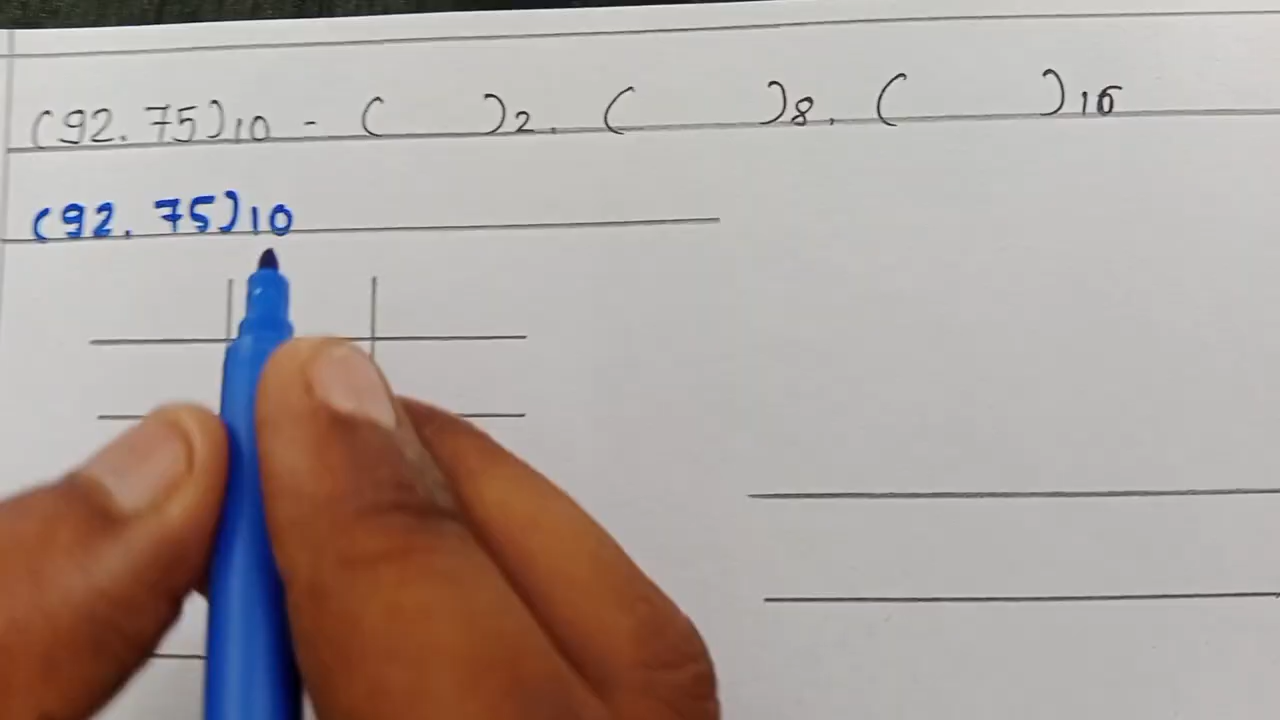 (92.75)10 - (     )2, (     )8, (     )16
(92.75)10